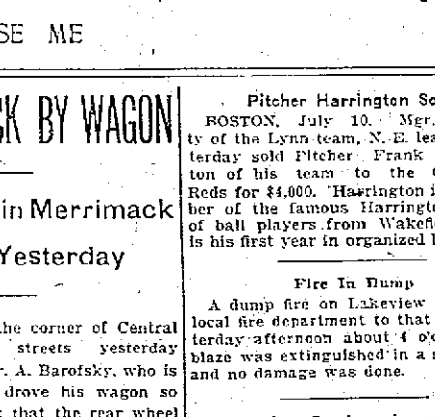 SE ME
CK BY WAGON
in Merrimack
Yesterday
the corner of Central
streets yesterday
r. A. Barofsky, who is
drove his wagon so
that the rear wheel
Pitcher Harrington So
BOSTON, July 10. Mgr.
ty of the Lynn team, N. E. lea
terday sold Pitcher Frank
ton of his team to the C
Reds for $4,000. Harrington i
ber of the famous Harringto
of ball players from Wakef
is his first year in organized b
Fire In Dump
A dump fire on Lakeview
local fire department to that
terday afternoon about 4 o'c
blaze was extinguished in a s
and no damage was done.